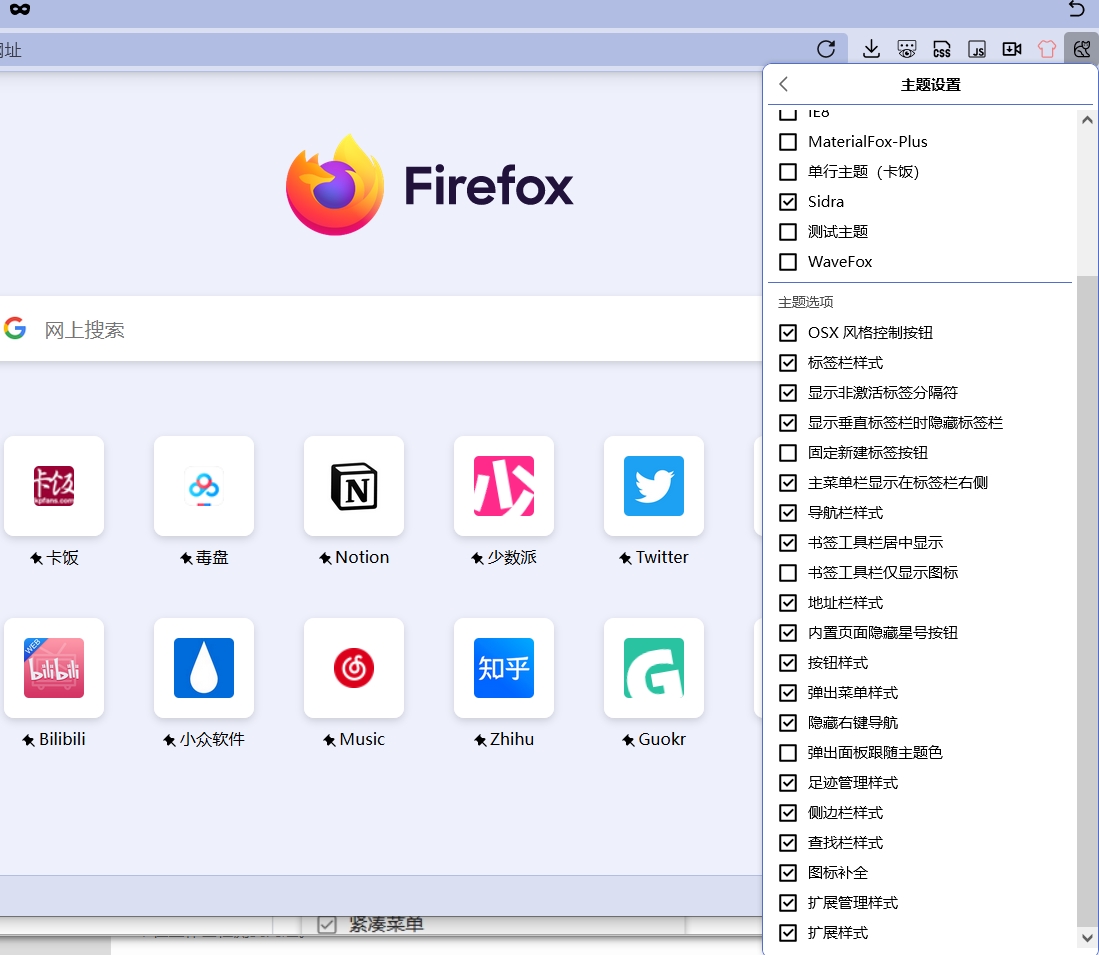 网址
CSS
JS
主题设置
IE8
MaterialFox-Plus
单行主题（卡饭）
Sidra
测试主题
WaveFox
主题选项
OSX 风格控制按钮
标签栏样式
显示非激活标签分隔符
显示垂直标签栏时隐藏标签栏
固定新建标签按钮
主菜单栏显示在标签栏右侧
导航栏样式
书签工具栏居中显示
书签工具栏仅显示图标
地址栏样式
内置页面隐藏星号按钮
按钮样式
弹出菜单样式
隐藏右键导航
弹出面板跟随主题色
足迹管理样式
侧边栏样式
查找栏样式
图标补全
扩展管理样式
扩展样式
Firefox
网上搜索
卡饭
kpfans.com
N
少
卡饭
毒盘
Notion
少数派
Twitter
WEB
bilibili
知乎
G
Bilibili
小众软件
Music
Zhihu
Guokr
紧凑菜单